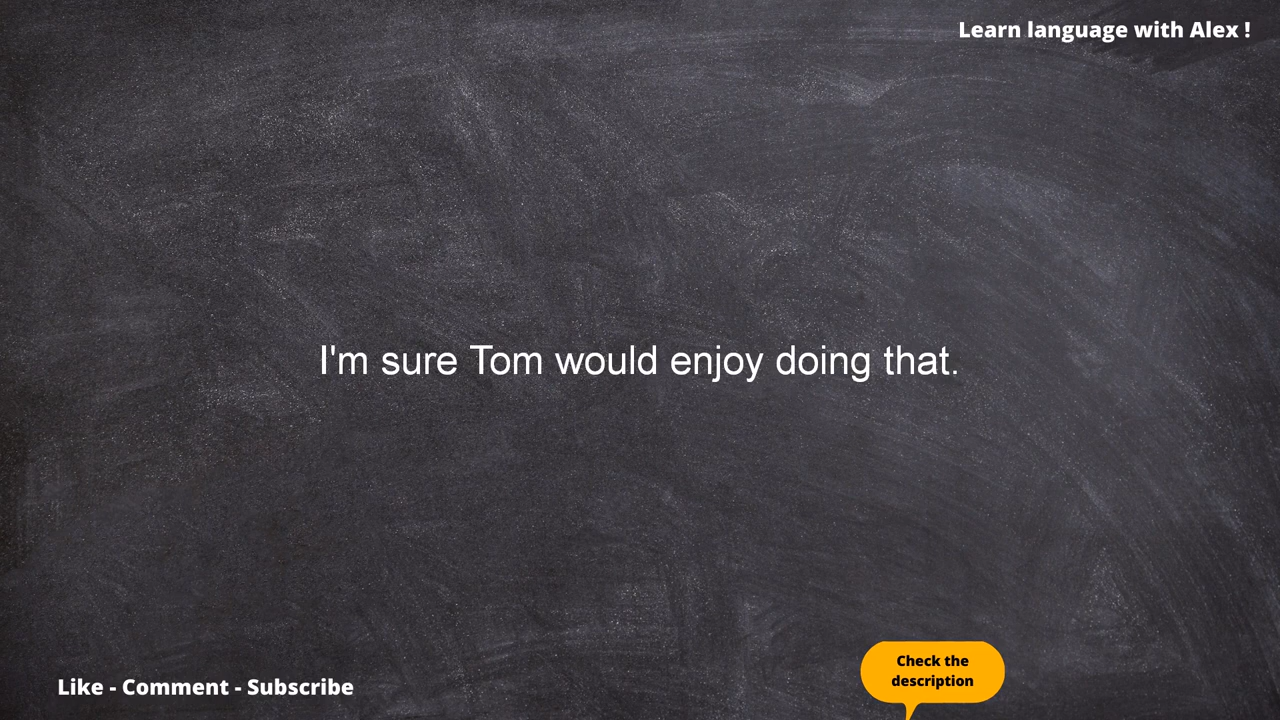 Learn language with Alex !
I'm sure Tom would enjoy doing that.
Like - Comment - Subscribe
Check the
description